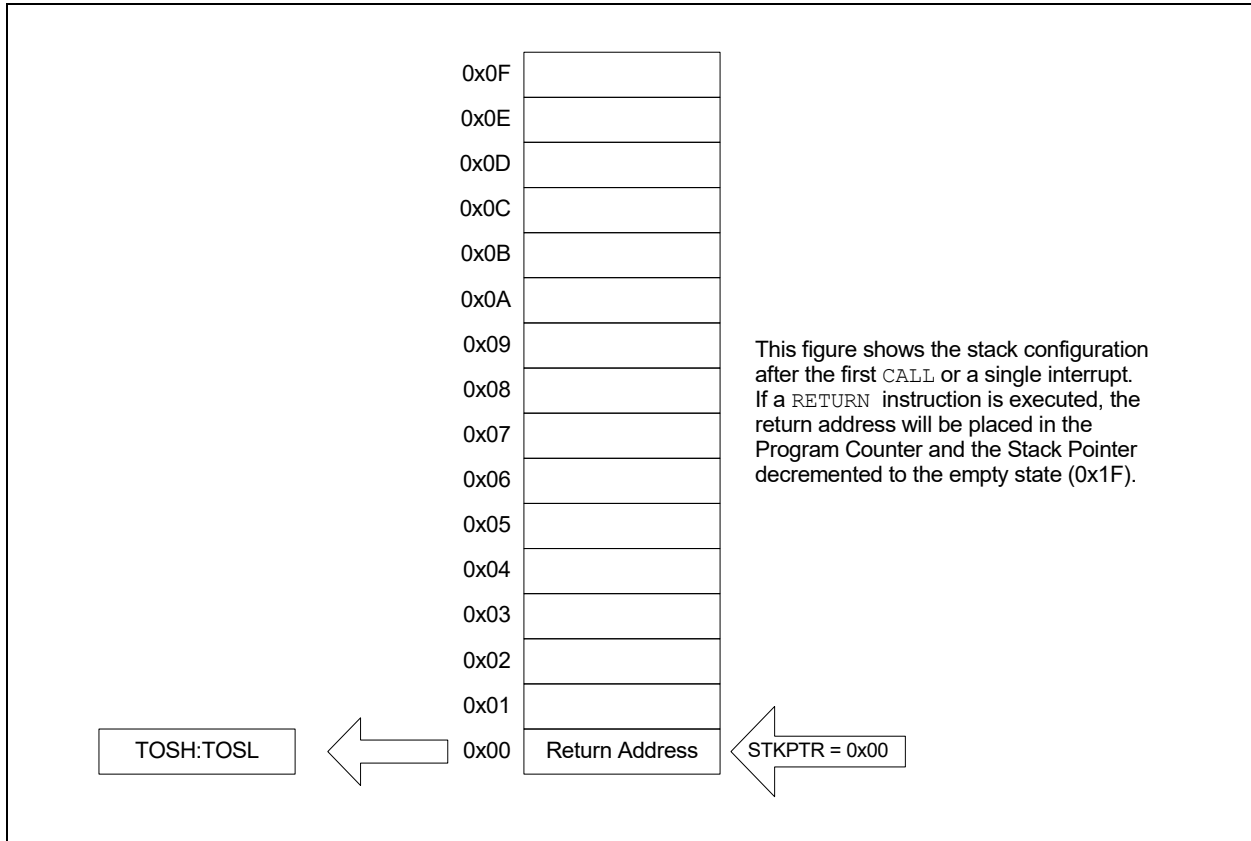 0x0F
0x0E
0x0D
0x0C
0x0B
0x0A
0x09
0x08
0x07
0x06
0x05
0x04
0x03
0x02
0x01
0x00
This figure shows the stack configuration
after the first CALL or a single interrupt.
If a RETURN instruction is executed, the
return address will be placed in the
Program Counter and the Stack Pointer
decremented to the empty state (0x1F).
TOSH:TOSL
Return Address
STKPTR = 0x00